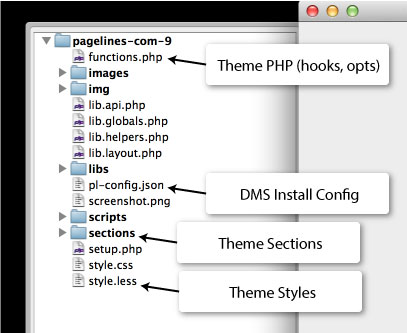 pagelines-com-9
functions.php
Theme PHP (hooks, opts)
images
img
lib.api.php
lib.globals.php
lib.helpers.php
lib.layout.php
libs
pl-config.json
DMS Install Config
screenshot.png
scripts
sections
Theme Sections
setup.php
style.css
style.less
Theme Styles